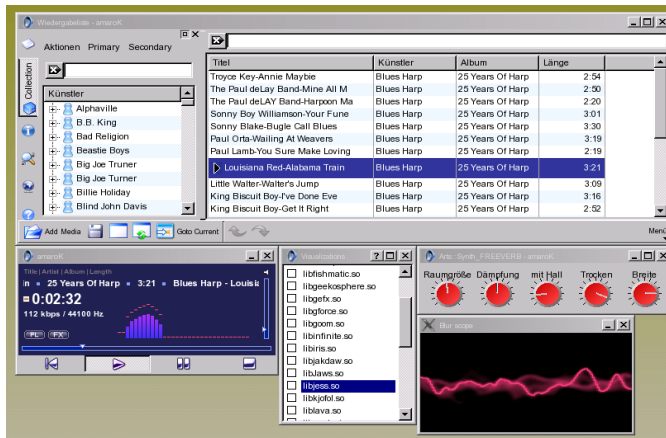 Wiedergabeliste - amaroK
Aktionen Primary Secondary
Collection
Künstler
Alphaville
B.B. King
Bad Religion
Beastie Boys
Big Joe Truner
Big Joe Turner
Billie Holiday
Blind John Davis
Titel Künstler Album Länge
Troyce Key-Annie Maybie Blues Harp 25 Years Of Harp 2:54
The Paul deLay Band-Mine All M Blues Harp 25 Years Of Harp 2:50
The Paul deLAY Band-Harpoon Ma Blues Harp 25 Years Of Harp 2:20
Sonny Boy Williamson-Your Fune Blues Harp 25 Years Of Harp 3:01
Sonny Blake-Bugle Call Blues Blues Harp 25 Years Of Harp 3:30
Paul Orta-Wailing At Weavers Blues Harp 25 Years Of Harp 3:19
Paul Lamb-You Sure Make Loving Blues Harp 25 Years Of Harp 2:19
Louisiana Red-Alabama Train Blues Harp 25 Years Of Harp 3:21
Little Walter-Walter's Jump Blues Harp 25 Years Of Harp 3:09
King Biscuit Boy-I've Done Eve Blues Harp 25 Years Of Harp 3:16
King Biscuit Boy-Get It Right Blues Harp 25 Years Of Harp 2:52
Add Media Goto Current Menü
amaroK
Title | Artist | Album | Length
25 Years Of Harp 3:21 Blues Harp - Louisia
0:02:32
112 kbps / 44100 Hz
PL FX
Visualizations
libfishmatic.so
libgeekosphere.so
libgefx.so
libgforce.so
libgoom.so
libinfinite.so
libiris.so
libjakdaw.so
libJaws.so
libjess.so
libkjofol.so
liblava.so
Arts: Synth_FREEVERB - amaroK
Raumgröße Dämpfung mit Hall Trocken Breite
Blur scope